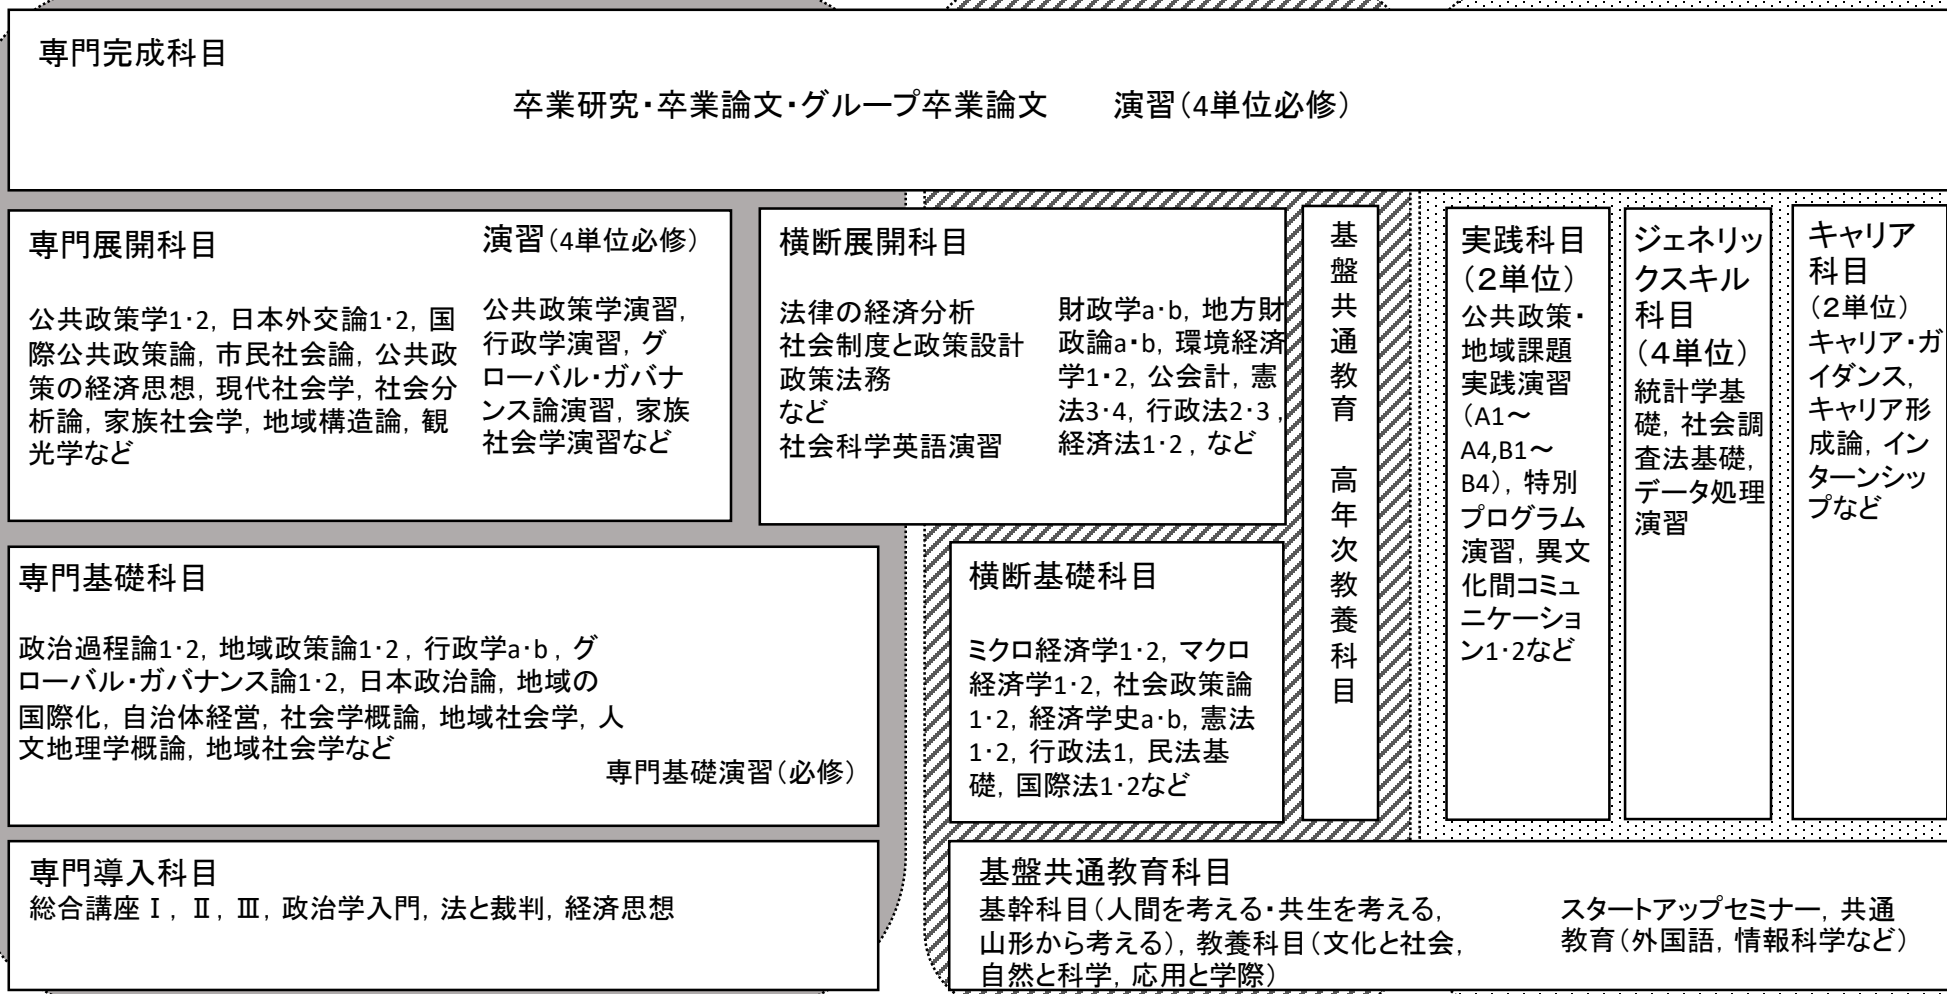 専門完成科目
卒業研究・卒業論文・グループ卒業論文　　演習（4単位必修）
専門展開科目
演習（4単位必修）
公共政策学1・2，日本外交論1・2，国
際公共政策論，市民社会論，公共政
策の経済思想，現代社会学，社会分
析論，家族社会学，地域構造論，観
光学など
公共政策学演習，
行政学演習，グ
ローバル・ガバナ
ンス論演習，家族
社会学演習など
横断展開科目
法律の経済分析
社会制度と政策設計
政策法務
など
社会科学英語演習
財政学a・b，地方財
政論a・b，環境経済
学1・2，公会計，憲
法3・4，行政法2・3，
経済法1・2，など
基盤共通教育　高年次教養科目
実践科目
（２単位）
公共政策・
地域課題
実践演習
（A1～
A4,B1～
B4），特別
プログラム
演習，異文
化間コミュ
ニケーショ
ン1・2など
ジェネリッ
クスキル
科目
（４単位）
統計学基
礎，社会調
査法基礎，
データ処理
演習
キャリア
科目
（２単位）
キャリア・ガ
イダンス，
キャリア形
成論，イン
ターンシッ
プなど
専門基礎科目
政治過程論1・2，地域政策論1・2，行政学a・b，グ
ローバル・ガバナンス論1・2，日本政治論，地域の
国際化，自治体経営，社会学概論，地域社会学，人
文地理学概論，地域社会学など
専門基礎演習（必修）
横断基礎科目
ミクロ経済学1・2，マクロ
経済学1・2，社会政策論
1・2，経済学史a・b，憲法
1・2，行政法1，民法基
礎，国際法1・2など
専門導入科目
総合講座Ⅰ，Ⅱ，Ⅲ，政治学入門，法と裁判，経済思想
基盤共通教育科目
基幹科目（人間を考える・共生を考える，
山形から考える），教養科目（文化と社会，
自然と科学，応用と学際）
スタートアップセミナー，共通
教育（外国語，情報科学など）